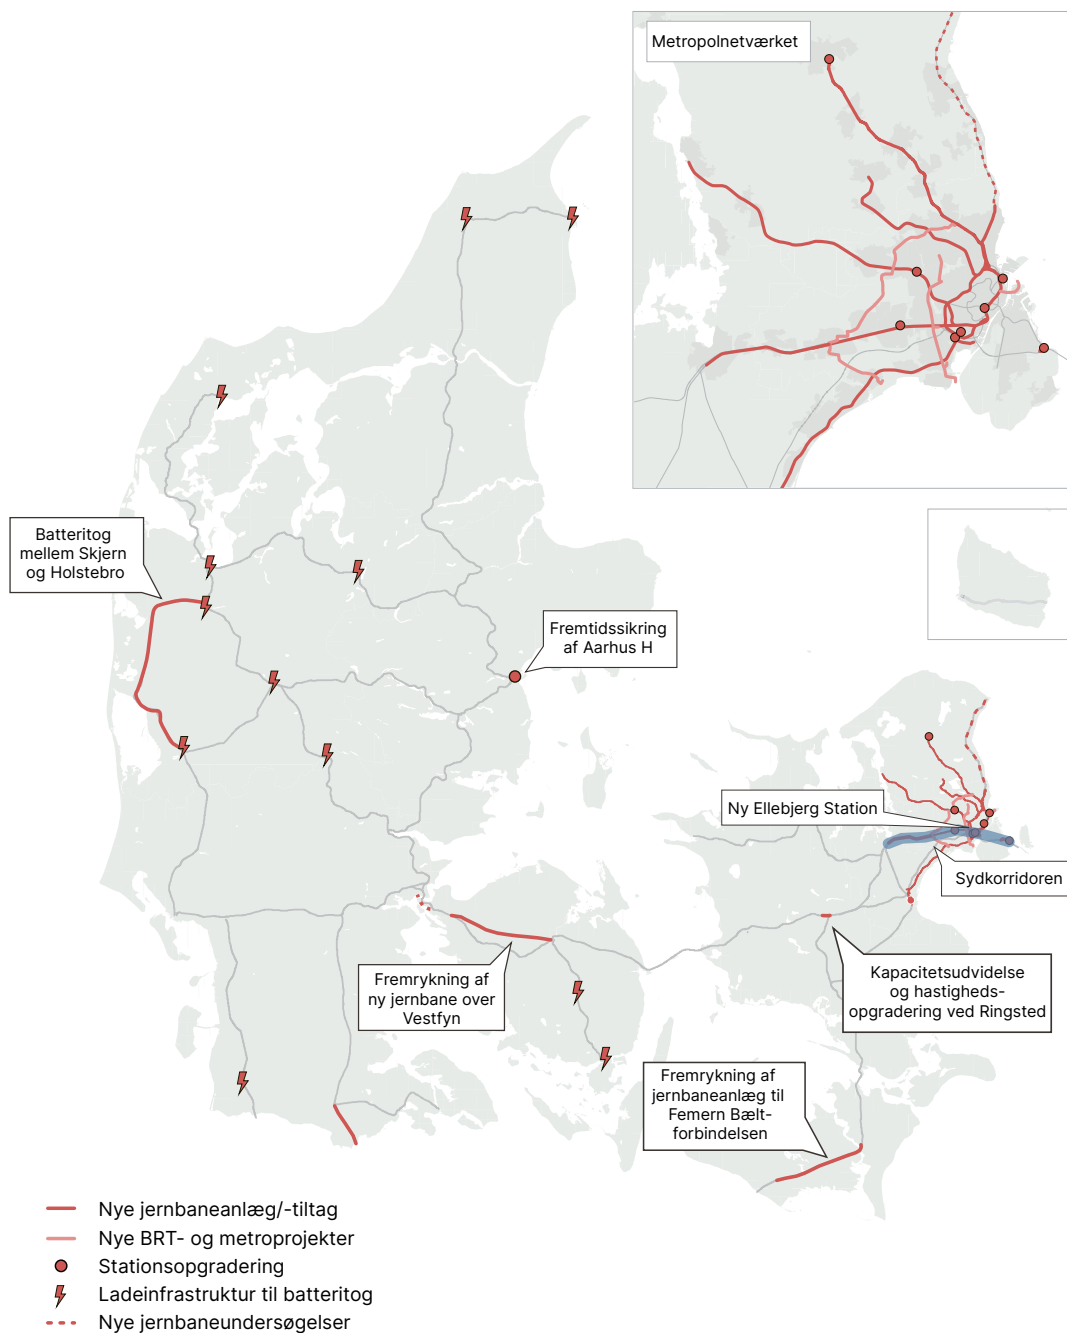 Metropolnetværket
Batteritog
mellem Skjern
og Holstebro
Fremtidssikring
af Aarhus H
Ny Ellebjerg Station
Sydkorridoren
Fremrykning af
ny jernbane over
Vestfyn
Kapacitetsudvidelse
og hastigheds-
opgradering ved Ringsted
Fremrykning af
jernbaneanlæg til
Femern Bælt-
forbindelsen
Nye jernbaneanlæg/-tiltag
Nye BRT- og metroprojekter
Stationsopgradering
Ladeinfrastruktur til batteritog
Nye jernbaneundersøgelser